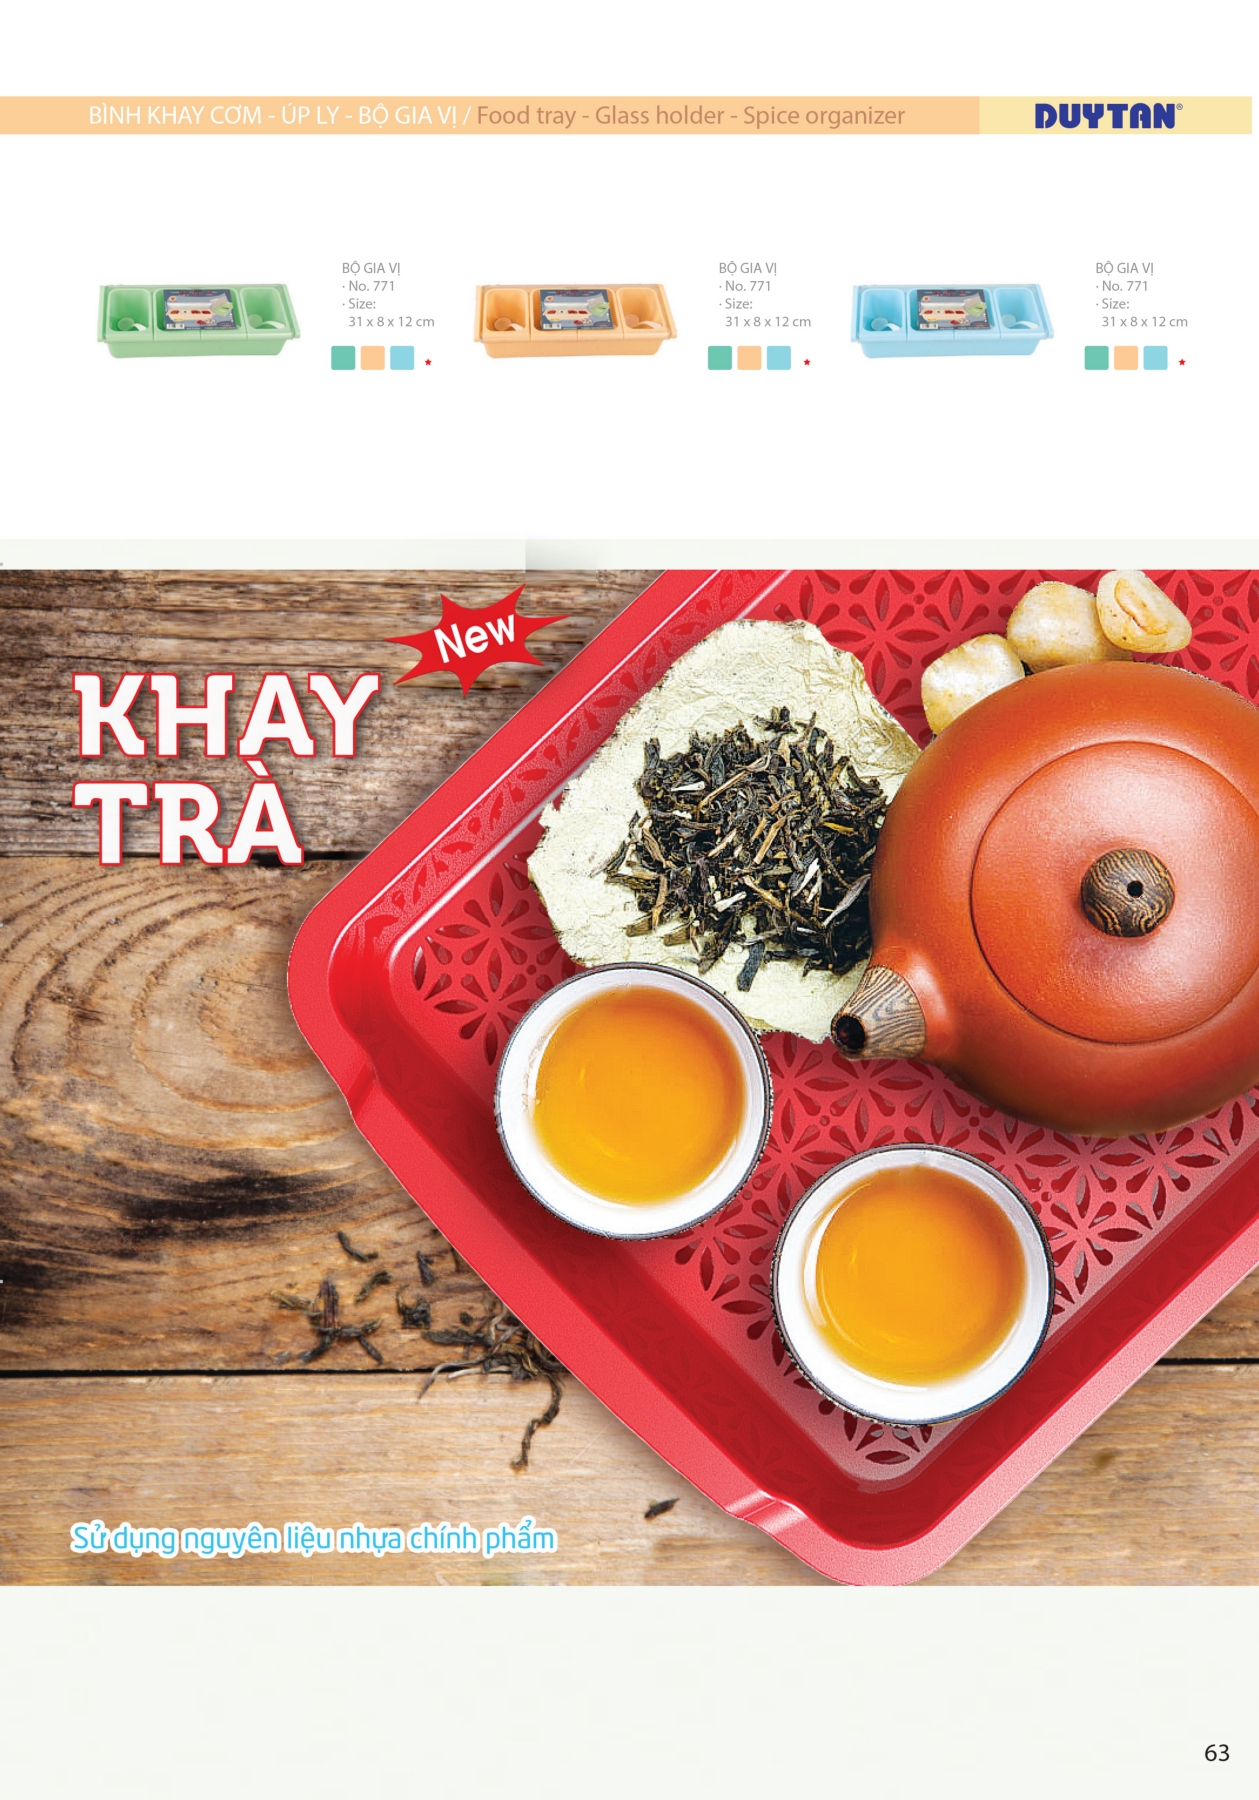 BÌNH KHAY CƠM - ÚP LY - BỘ GIA VỊ / Food tray - Glass holder - Spice organizer
DUYTAN®
BỘ GIA VỊ
· No. 771
· Size:
31 x 8 x 12 cm
BỘ GIA VỊ
· No. 771
· Size:
31 x 8 x 12 cm
BỘ GIA VỊ
· No. 771
· Size:
31 x 8 x 12 cm
New
KHAY
TRÀ
Sử dụng nguyên liệu nhựa chính phẩm
63